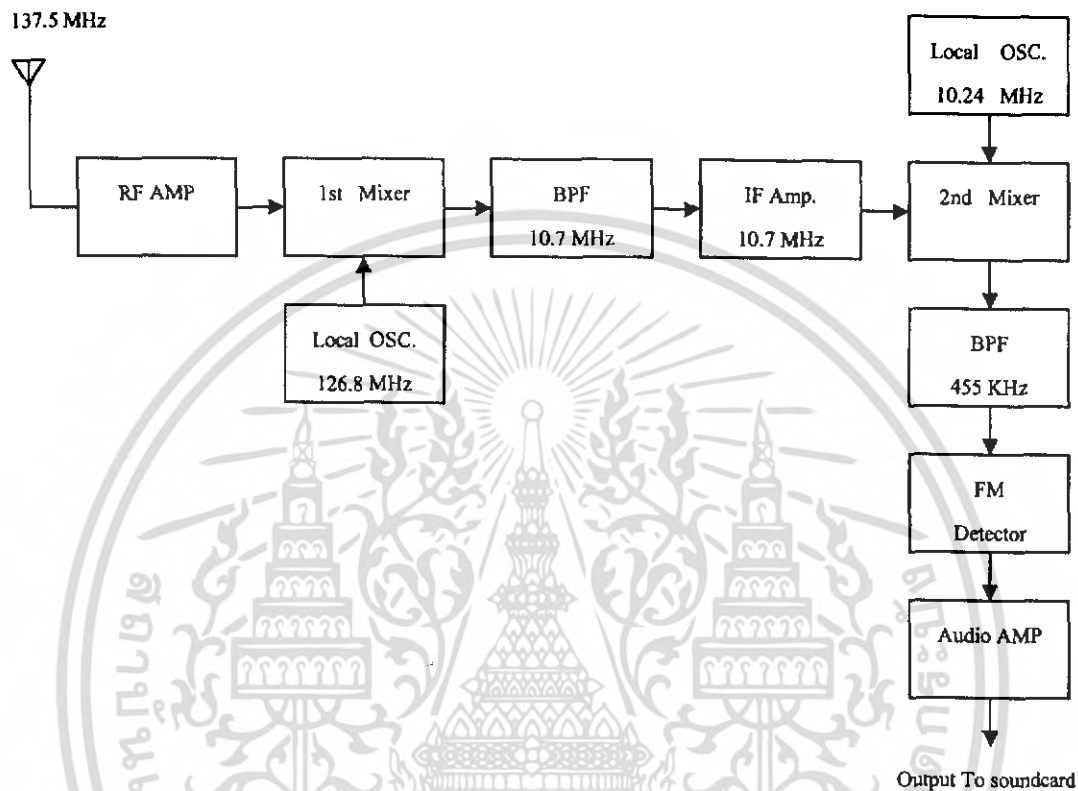 137.5 MHz
Local OSC.
10.24 MHz
RF AMP
1st Mixer
BPF
10.7 MHz
IF Amp.
10.7 MHz
2nd Mixer
Local OSC.
126.8 MHz
BPF
455 KHz
FM
Detector
Audio AMP
Output To soundcard